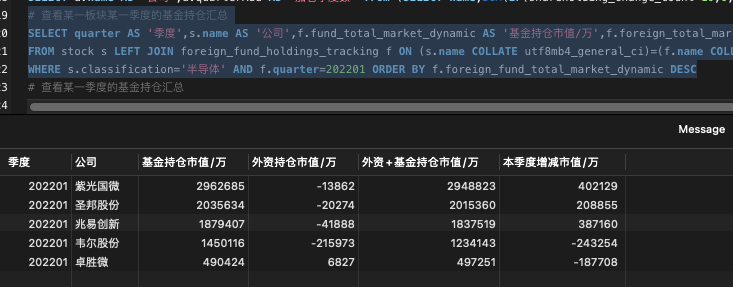 # 查看某一板块某一季度的基金持仓汇总
20 SELECT quarter AS '季度',s.name AS '公司',f.fund_total_market_dynamic AS '基金持仓市值/万',f.foreign_total_mar
21 FROM stock s LEFT JOIN foreign_fund_holdings_tracking f ON (s.name COLLATE utf8mb4_general_ci)=(f.name COLL
22 WHERE s.classification='半导体' AND f.quarter=202201 ORDER BY f.foreign_fund_total_market_dynamic DESC
23 # 查看某一季度的基金持仓汇总
24
Message
季度 公司 基金持仓市值/万 外资持仓市值/万 外资+基金持仓市值/万 本季度增减市值/万
202201 紫光国微 2962685 -13862 2948823 402129
202201 圣邦股份 2035634 -20274 2015360 208855
202201 兆易创新 1879407 -41888 1837519 387160
202201 韦尔股份 1450116 -215973 1234143 -243254
202201 卓胜微 490424 6827 497251 -187708